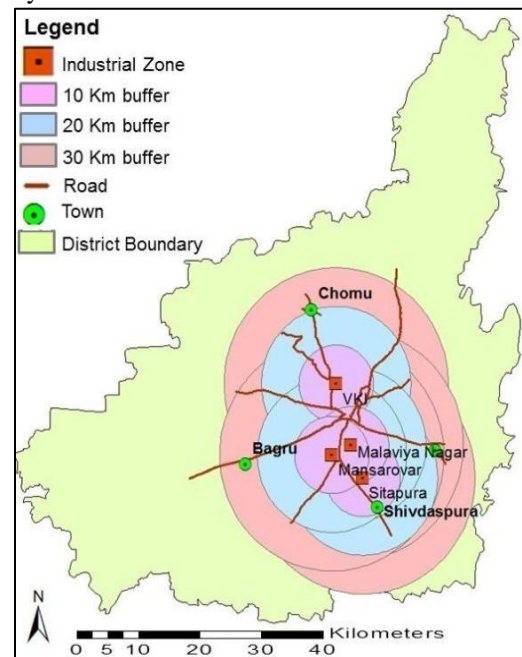 Legend
Industrial Zone
10 Km buffer
20 Km buffer
30 Km buffer
Road
Town
District Boundary
Chomu
VKI
Malaviya Nagar
Bagru
Mansarovar
Sitapura
Shivdaspura
N
Kilometers
0 5 10 20 30 40